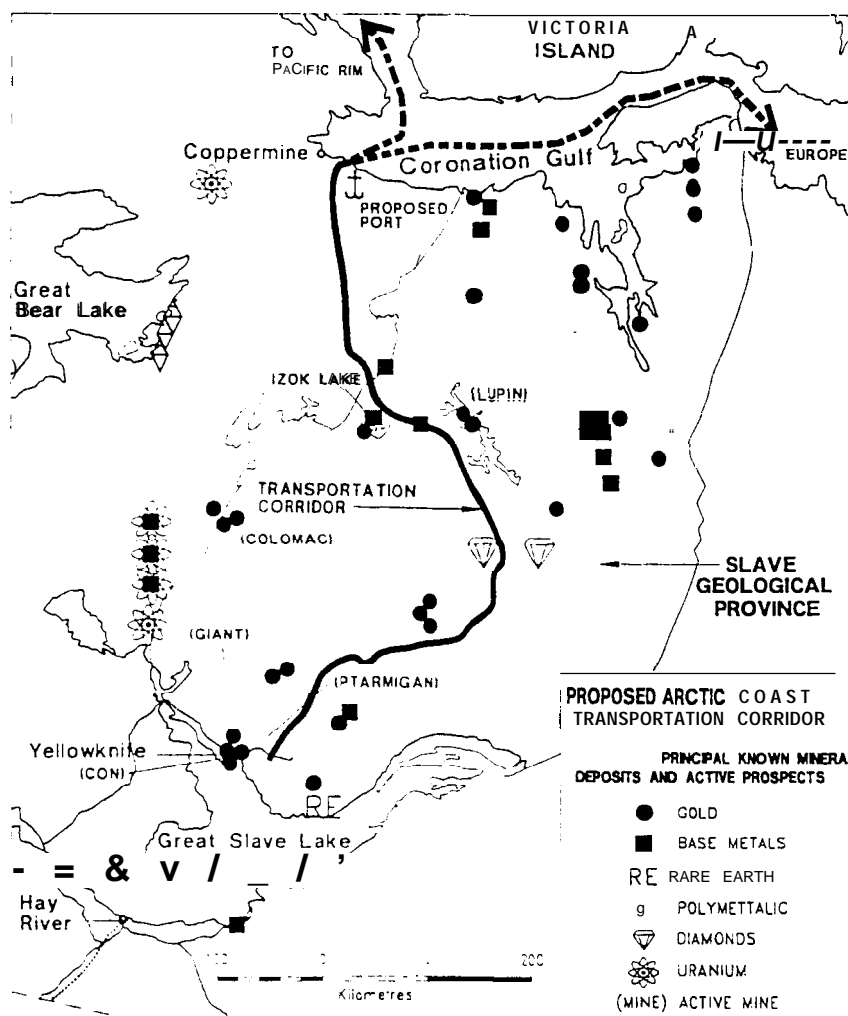 VICTORIA
ISLAND
A
TO
PACIFIC RIM
I—U
EUROPE
Coppermine
Coronation Gulf
PROPOSED
PORT
Great
Bear Lake
IZOK LAKE
(LUPIN)
TRANSPORTATION
CORRIDOR
(COLOMAC)
SLAVE
GEOLOGICAL
PROVINCE
(GIANT)
(PTARMIGAN)
Yellowknife
(CON)
RE
Great Slave Lake
- = & v / _ / '
Hay
River
0 200
Kilometres
PROPOSED ARCTIC COAST
TRANSPORTATION CORRIDOR
PRINCIPAL KNOWN MINERA
DEPOSITS AND ACTIVE PROSPECTS
GOLD
BASE METALS
RE RARE EARTH
g POLYMETTALIC
DIAMONDS
URANIUM
(MINE) ACTIVE MINE